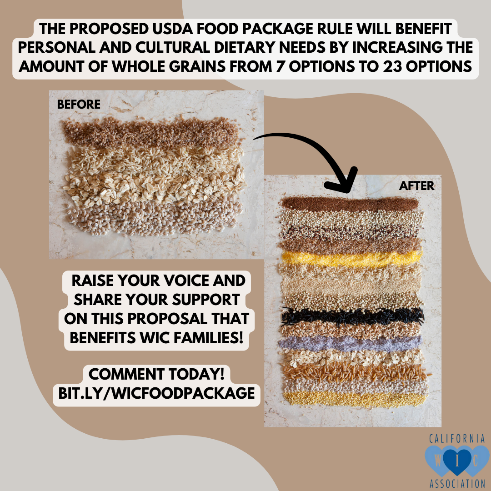 THE PROPOSED USDA FOOD PACKAGE RULE WILL BENEFIT
PERSONAL AND CULTURAL DIETARY NEEDS BY INCREASING THE
AMOUNT OF WHOLE GRAINS FROM 7 OPTIONS TO 23 OPTIONS
BEFORE
AFTER
RAISE YOUR VOICE AND
SHARE YOUR SUPPORT
ON THIS PROPOSAL THAT
BENEFITS WIC FAMILIES!
COMMENT TODAY!
BIT.LY/WICFOODPACKAGE
CALIFORNIA
WIC
ASSOCIATION